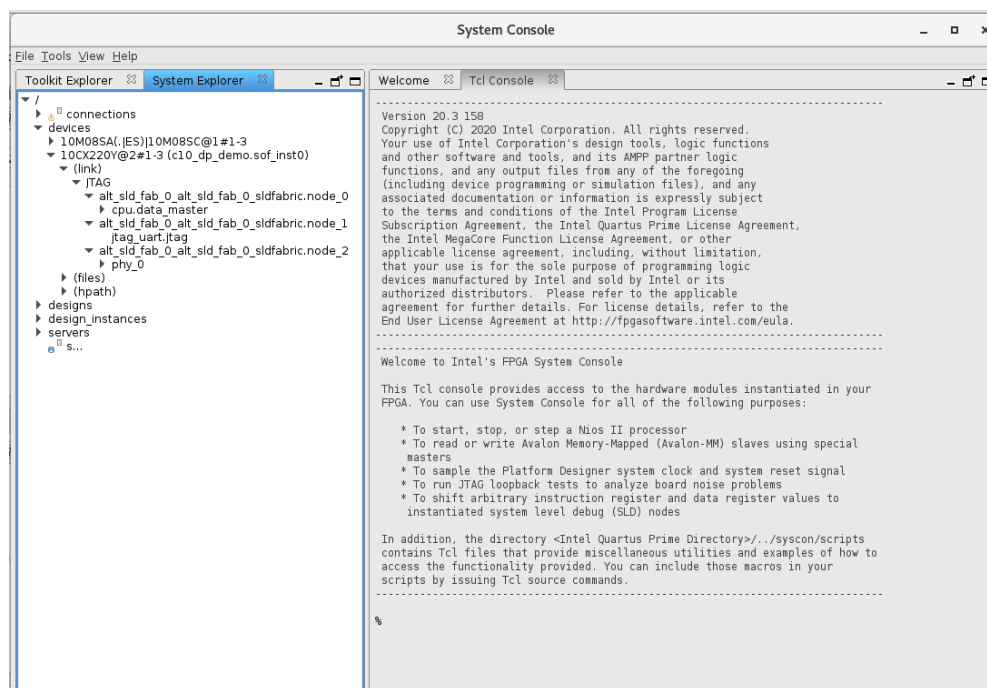 System Console
File Tools View Help
Toolkit Explorer System Explorer
/
connections
devices
10M08SA(.|ES)|10M08SC@1#1-3
10CX220Y@2#1-3 (c10_dp_demo.sof_inst0)
(link)
JTAG
alt_sld_fab_0_alt_sld_fab_0_sldfabric.node_0
cpu.data_master
alt_sld_fab_0_alt_sld_fab_0_sldfabric.node_1
jtag_uart.jtag
alt_sld_fab_0_alt_sld_fab_0_sldfabric.node_2
phy_0
(files)
(hpath)
designs
design_instances
servers
s...
Welcome Tcl Console
--------------------------------------------------------------------------------
Version 20.3 158
Copyright (C) 2020 Intel Corporation. All rights reserved.
Your use of Intel Corporation's design tools, logic functions
and other software and tools, and its AMPP partner logic
functions, and any output files from any of the foregoing
(including device programming or simulation files), and any
associated documentation or information is expressly subject
to the terms and conditions of the Intel Program License
Subscription Agreement, the Intel Quartus Prime License Agreement,
the Intel MegaCore Function License Agreement, or other
applicable license agreement, including, without limitation,
that your use is for the sole purpose of programming logic
devices manufactured by Intel and sold by Intel or its
authorized distributors.  Please refer to the applicable
agreement for further details. For license details, refer to the
End User License Agreement at http://fpgasoftware.intel.com/eula.
--------------------------------------------------------------------------------
--------------------------------------------------------------------------------
Welcome to Intel's FPGA System Console
This Tcl console provides access to the hardware modules instantiated in your
FPGA. You can use System Console for all of the following purposes:
* To start, stop, or step a Nios II processor
* To read or write Avalon Memory-Mapped (Avalon-MM) slaves using special
masters
* To sample the Platform Designer system clock and system reset signal
* To run JTAG loopback tests to analyze board noise problems
* To shift arbitrary instruction register and data register values to
instantiated system level debug (SLD) nodes
In addition, the directory <Intel Quartus Prime Directory>/../syscon/scripts
contains Tcl files that provide miscellaneous utilities and examples of how to
access the functionality provided. You can include those macros in your
scripts by issuing Tcl source commands.
--------------------------------------------------------------------------------
%